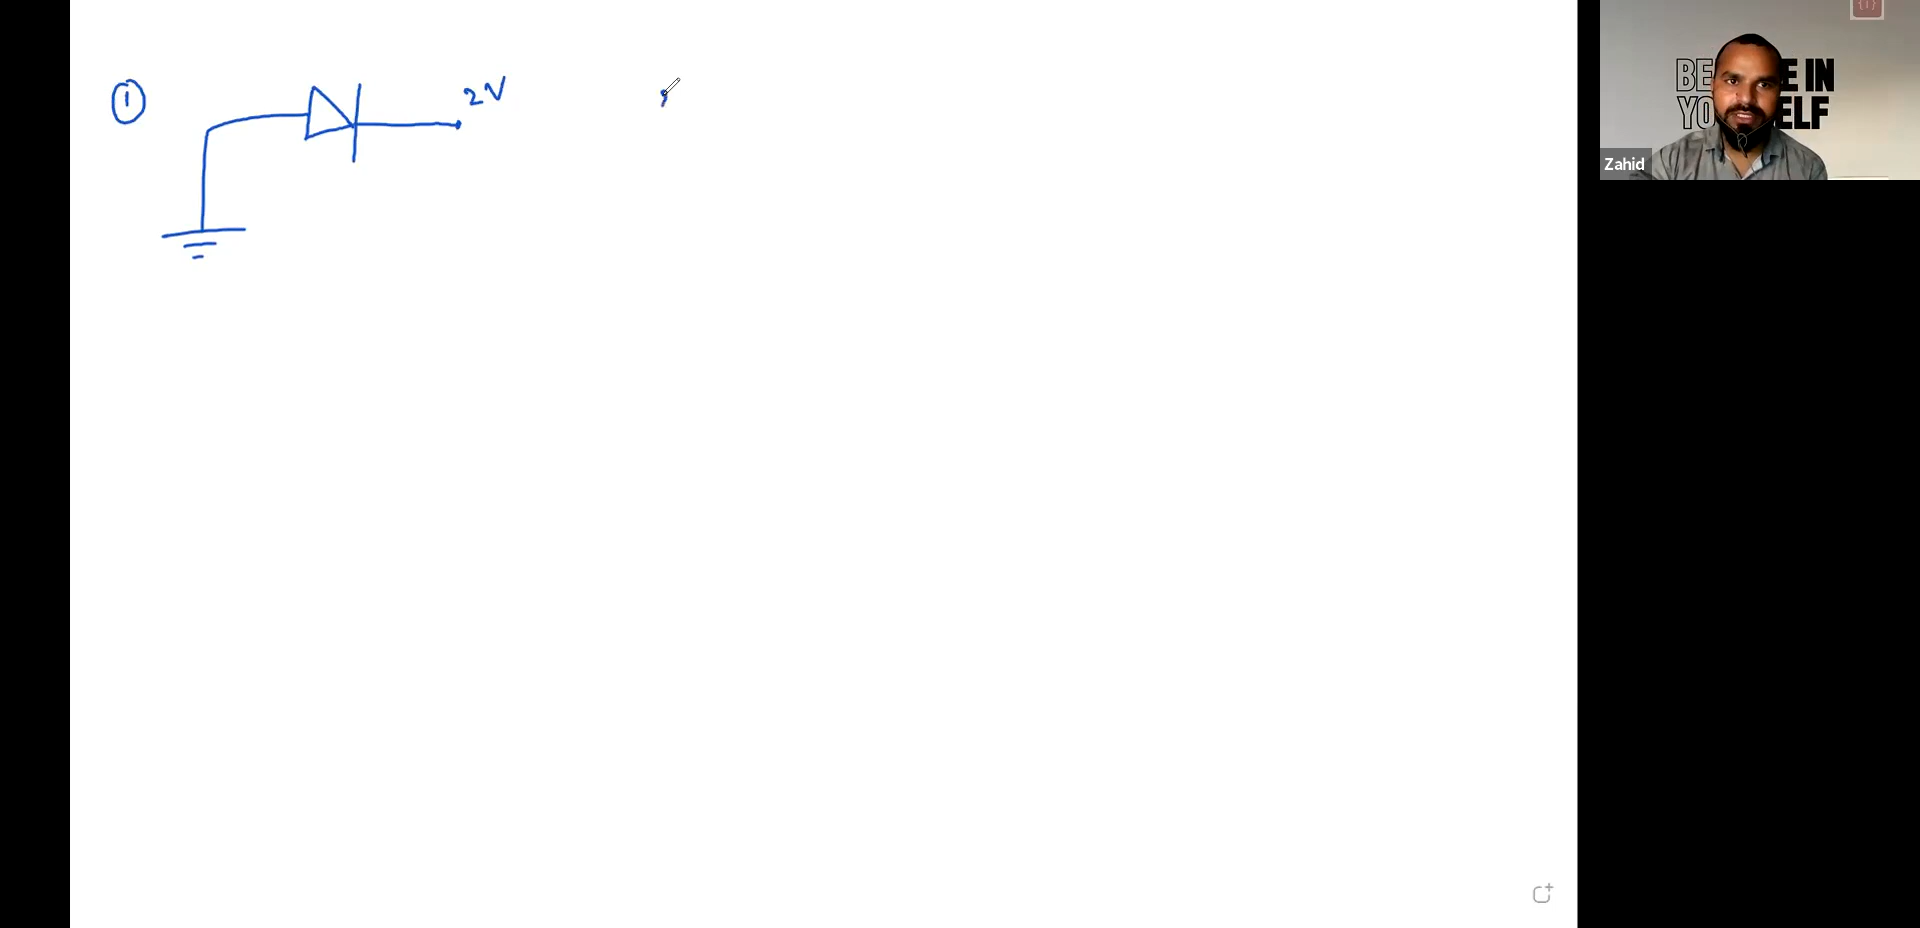 ① 2V
BE IN
YO ELF
Zahid